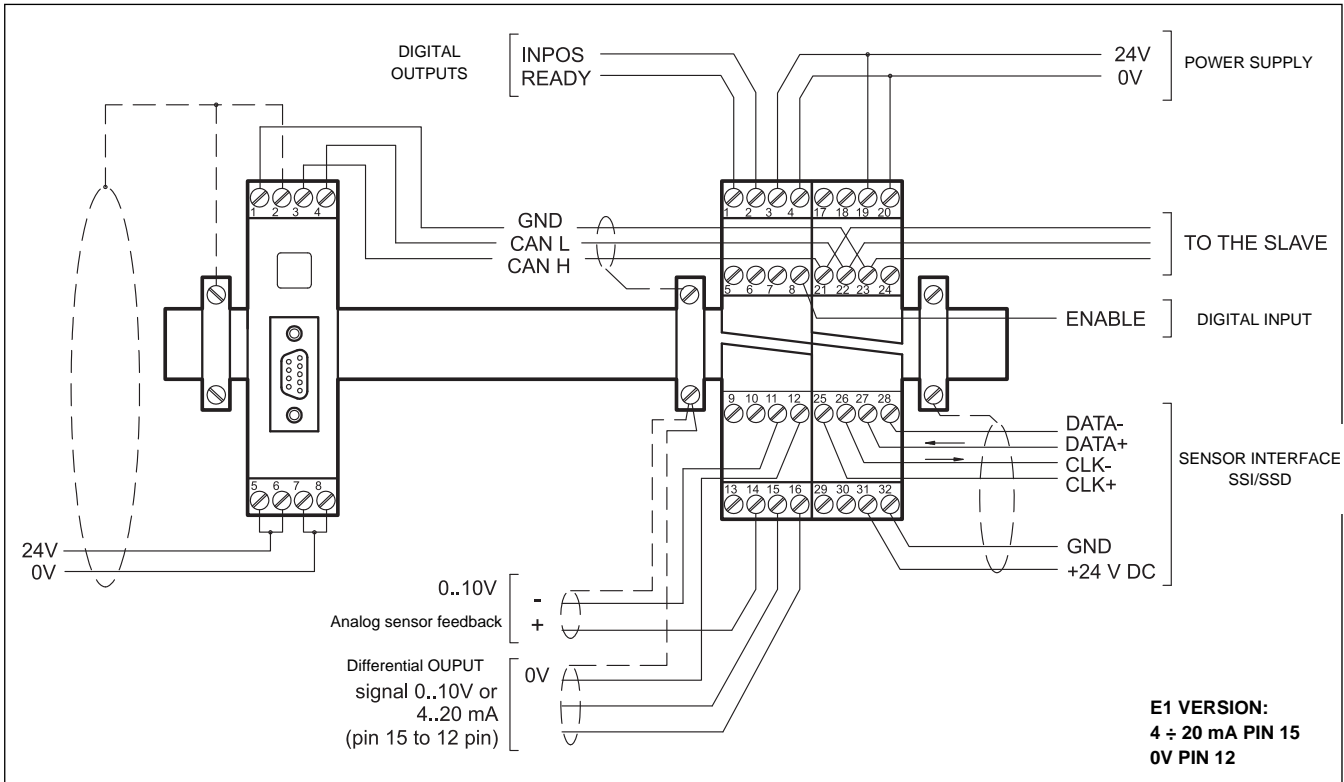 DIGITAL
OUTPUTS
INPOS
READY
24V
0V
POWER SUPPLY
1 2 3 4
1 2 3 4 17 18 19 20
GND
CAN L
CAN H
TO THE SLAVE
5 6 7 8 21 22 23 24
ENABLE
DIGITAL INPUT
9 10 11 12 25 26 27 28
DATA-
DATA+
CLK-
CLK+
SENSOR INTERFACE
SSI/SSD
5 6 7 8
13 14 15 16 29 30 31 32
24V
0V
GND
+24 V DC
0..10V
Analog sensor feedback
-
+
Differential OUPUT
signal 0..10V or
4..20 mA
(pin 15 to 12 pin)
0V
E1 VERSION:
4 ÷ 20 mA PIN 15
0V PIN 12